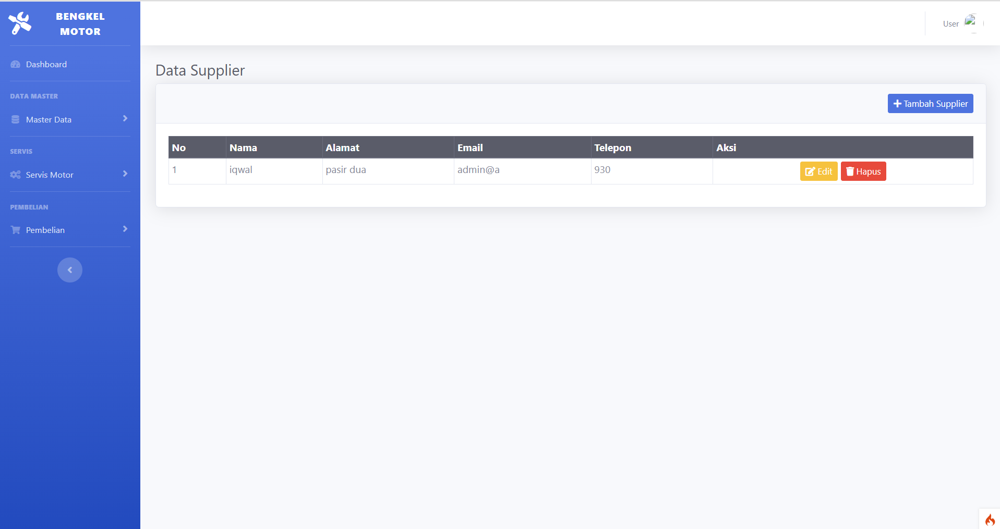 BENGKEL
MOTOR
User
Dashboard
DATA MASTER
Master Data
SERVIS
Servis Motor
PEMBELIAN
Pembelian
Data Supplier
Tambah Supplier
No Nama Alamat Email Telepon Aksi
1 iqwal pasir dua admin@a 930 Edit Hapus